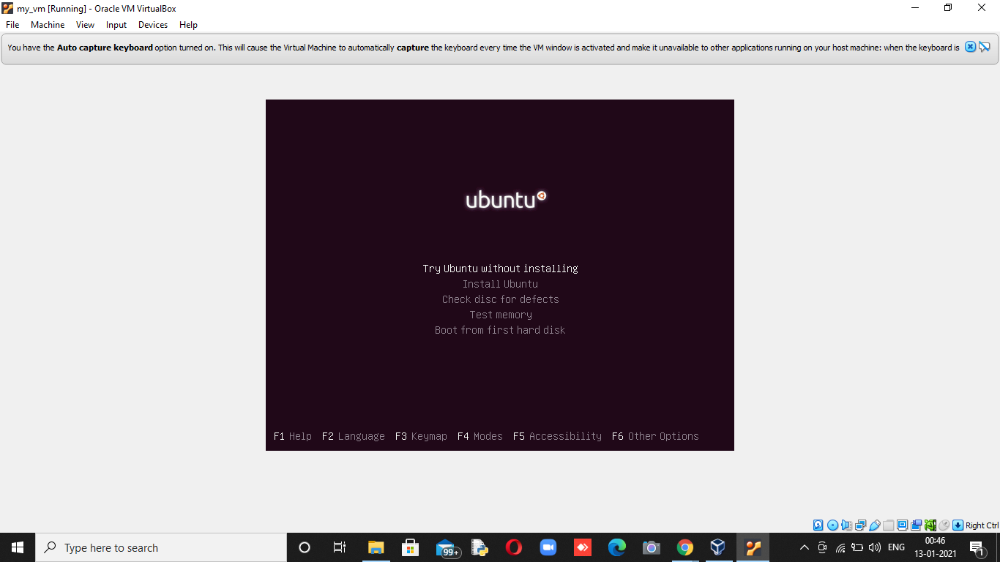 my_vm [Running] - Oracle VM VirtualBox
File Machine View Input Devices Help
You have the Auto capture keyboard option turned on. This will cause the Virtual Machine to automatically capture the keyboard every time the VM window is activated and make it unavailable to other applications running on your host machine: when the keyboard is
ubuntu
Try Ubuntu without installing
Install Ubuntu
Check disc for defects
Test memory
Boot from first hard disk
F1 Help F2 Language F3 Keymap F4 Modes F5 Accessibility F6 Other Options
Right Ctrl
Type here to search
99+
ENG
00:46
13-01-2021
1